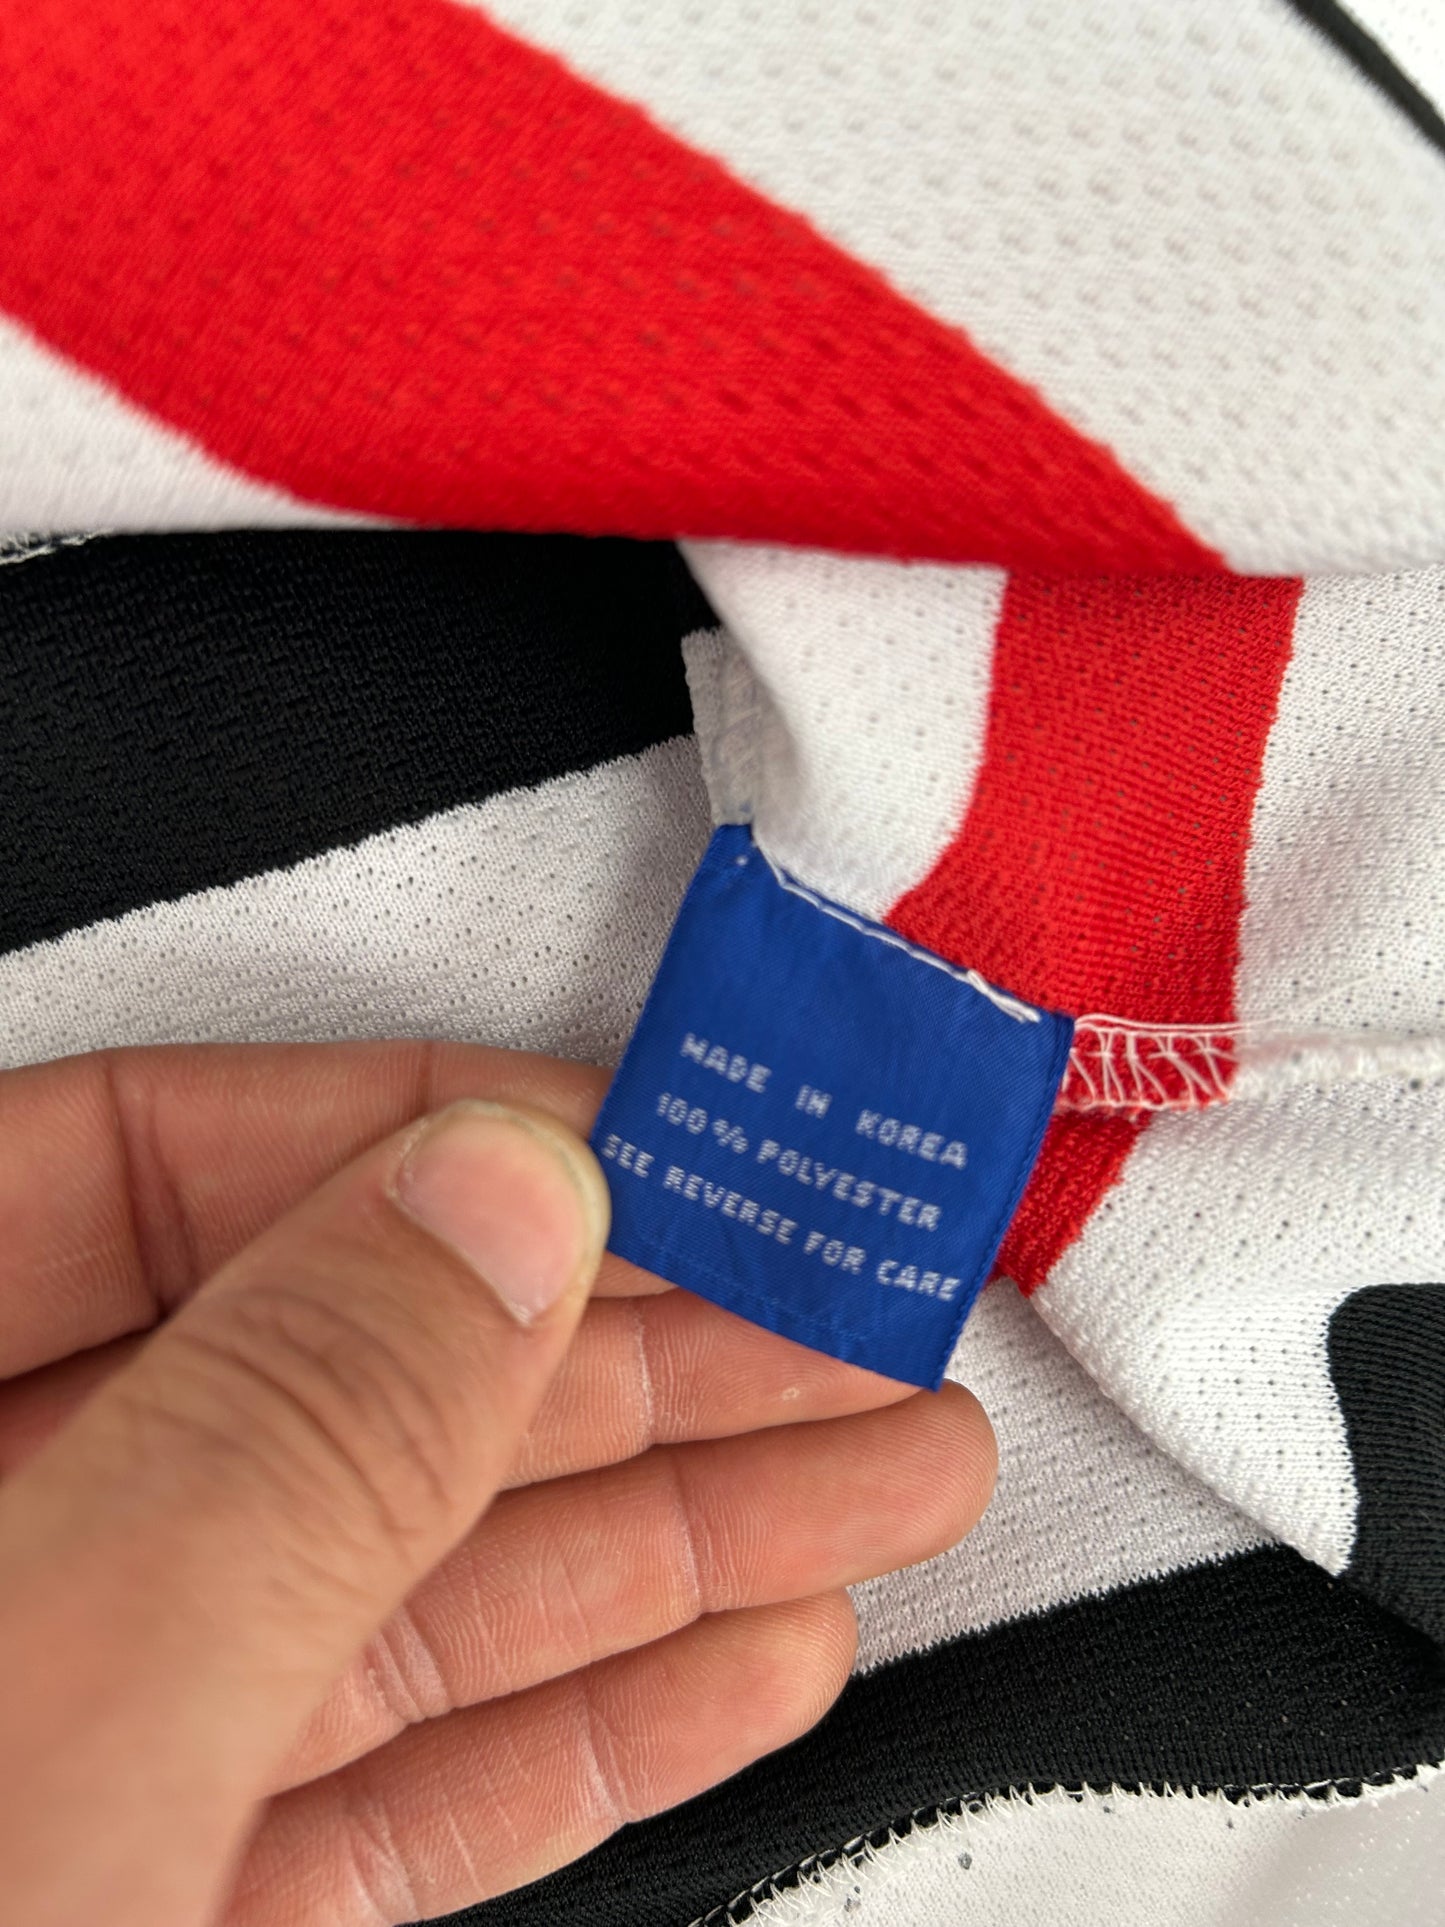 MADE IN KOREA
100% POLYESTER
SEE REVERSE FOR CARE